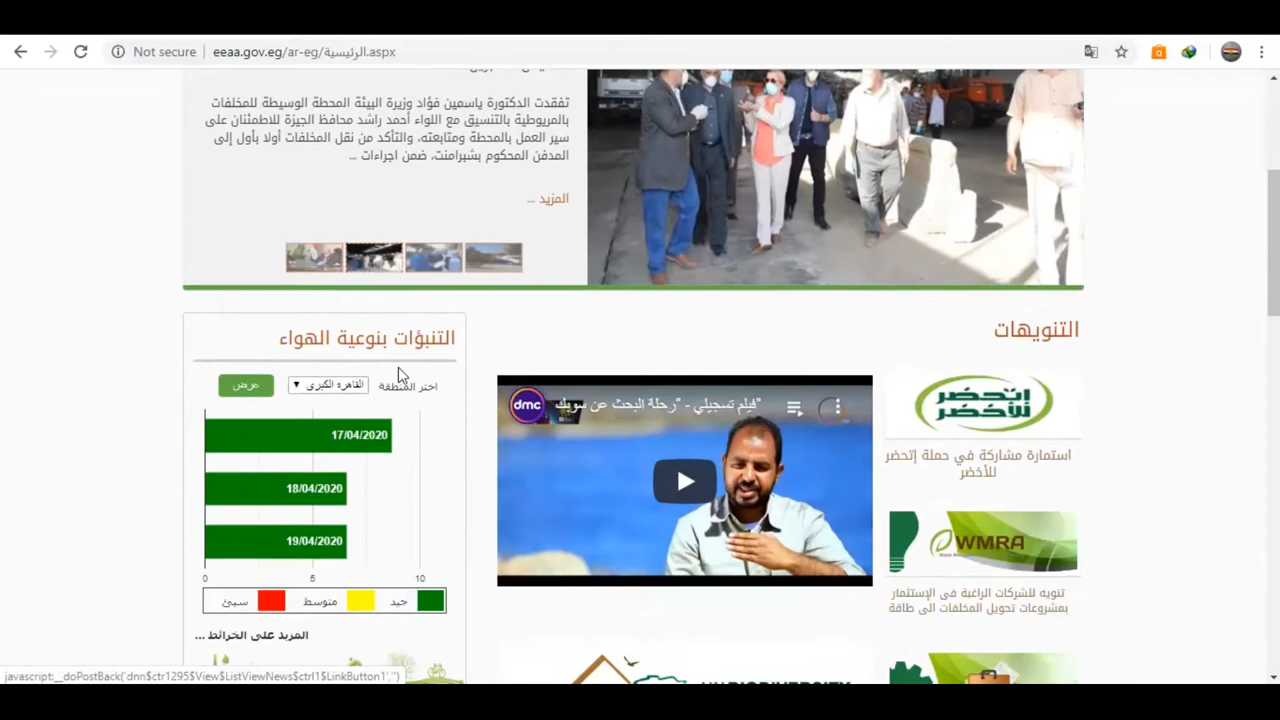 Not secure
eeaa.gov.eg/ar-eg/الرئيسية.aspx
تفقدت الدكتورة ياسمين فؤاد وزيرة البيئة المحطة الوسيطة للمخلفات
بالمريوطية بالتنسيق مع اللواء أحمد راشد محافظ الجيزة للاطمئنان على
سير العمل بالمحطة ومتابعته، والتأكد من نقل المخلفات أولا بأول إلى
المدفن المحكوم بشبرامنت، ضمن اجراءات ...
المزيد ...
التنويهات
التنبؤات بنوعية الهواء
اختر المنطقة
القاهرة الكبرى
عرض
17/04/2020
18/04/2020
19/04/2020
0 5 10
جيد
متوسط
سيئ
المزيد على الخرائط ...
dmc
فيلم تسجيلي - "رحلة البحث عن سوبك"
إتحضر للأخضر
استمارة مشاركة في حملة إتحضر
للأخضر
WMRA
تنويه للشركات الراغبة فى الإستثمار
بمشروعات تحويل المخلفات الى طاقة
BIODIVERSITY
javascript:__doPostBack('dnn$ctr1295$View$ListViewNews$ctrl1$LinkButton1','')